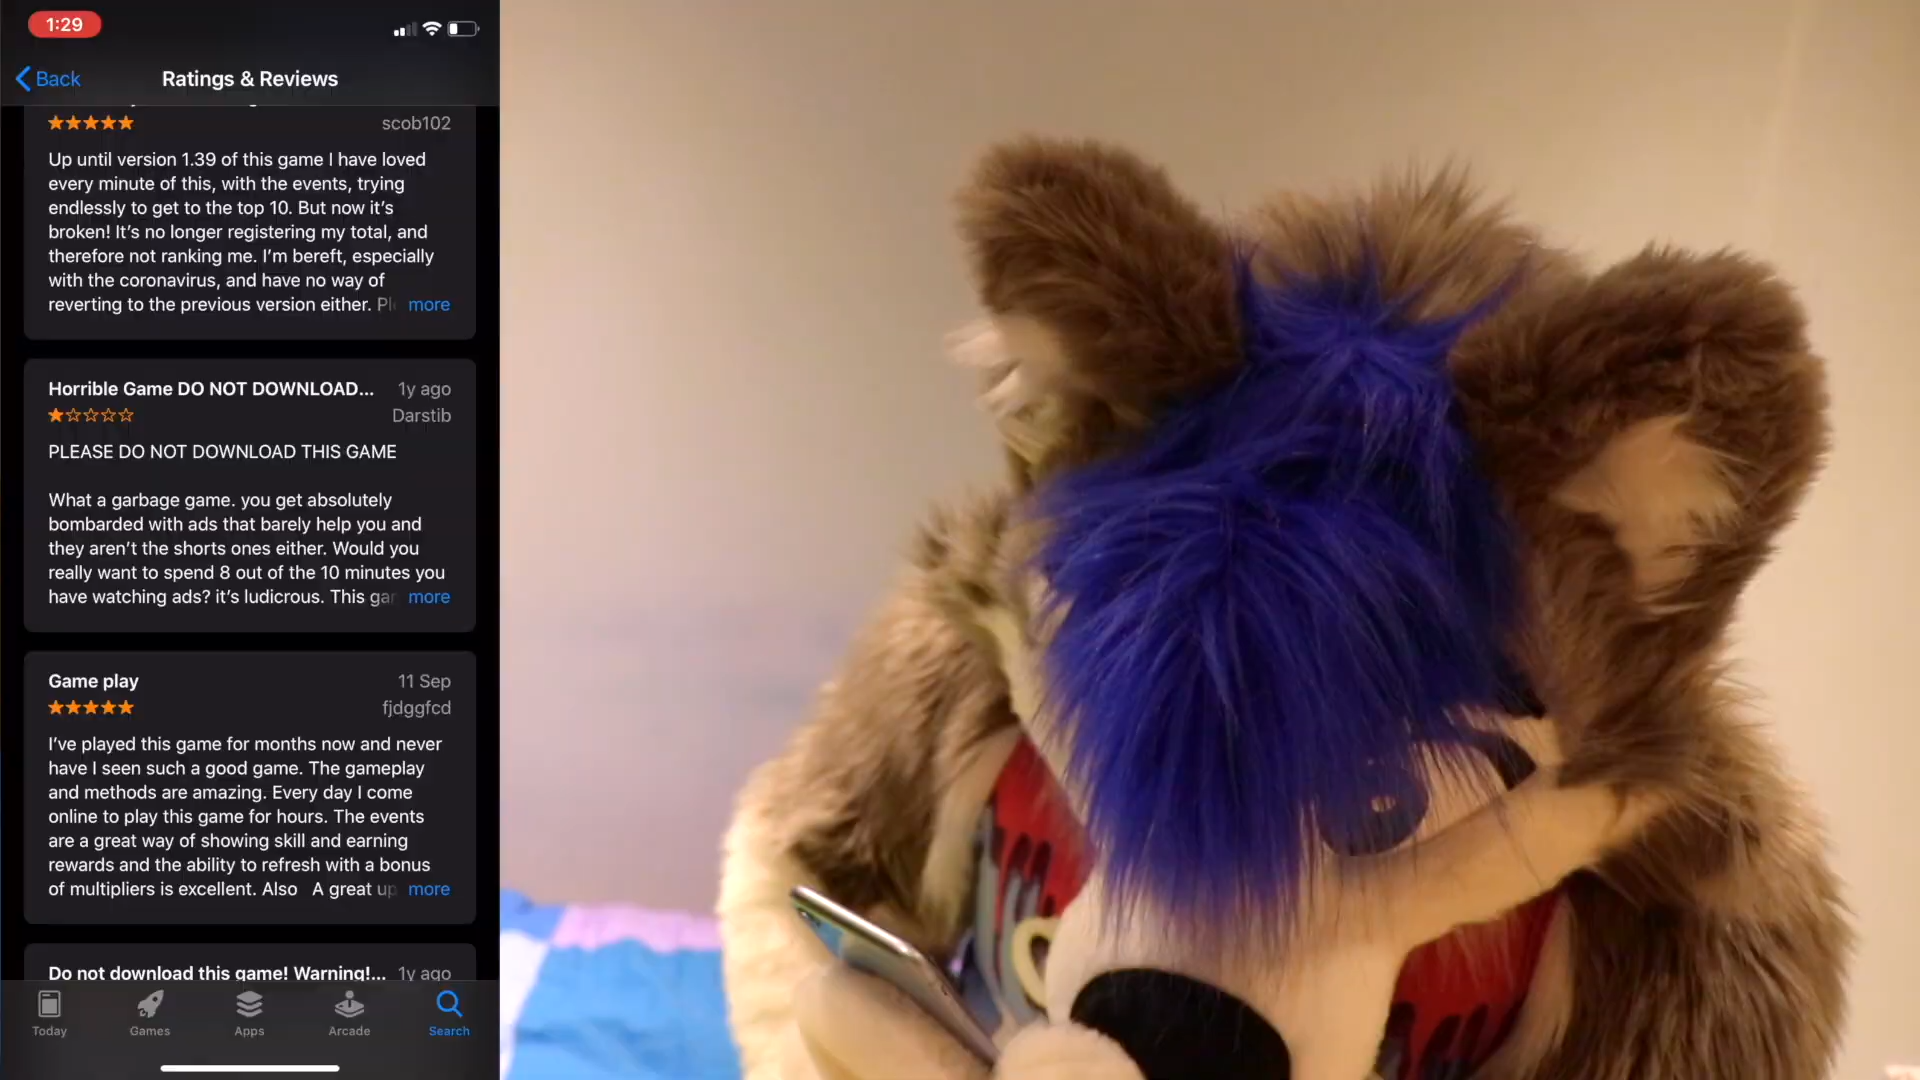 1:29
Back
Ratings & Reviews
scob102
Up until version 1.39 of this game I have loved
every minute of this, with the events, trying
endlessly to get to the top 10. But now it's
broken! It's no longer registering my total, and
therefore not ranking me. I'm bereft, especially
with the coronavirus, and have no way of
reverting to the previous version either. more
Horrible Game DO NOT DOWNLOAD... 1y ago
Darstib
PLEASE DO NOT DOWNLOAD THIS GAME
What a garbage game. you get absolutely
bombarded with ads that barely help you and
they aren't the shorts ones either. Would you
really want to spend 8 out of the 10 minutes you
have watching ads? it's ludicrous. This more
Game play 11 Sep
fjdggfcd
I've played this game for months now and never
have I seen such a good game. The gameplay
and methods are amazing. Every day I come
online to play this game for hours. The events
are a great way of showing skill and earning
rewards and the ability to refresh with a bonus
of multipliers is excellent. Also A great more
Do not download this game! Warning!... 1y ago
Today Games Apps Arcade Search